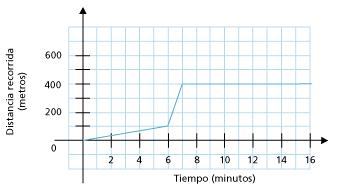 Distancia recorrida
(metros)
600
400
200
0
2 4 6 8 10 12 14 16
Tiempo (minutos)